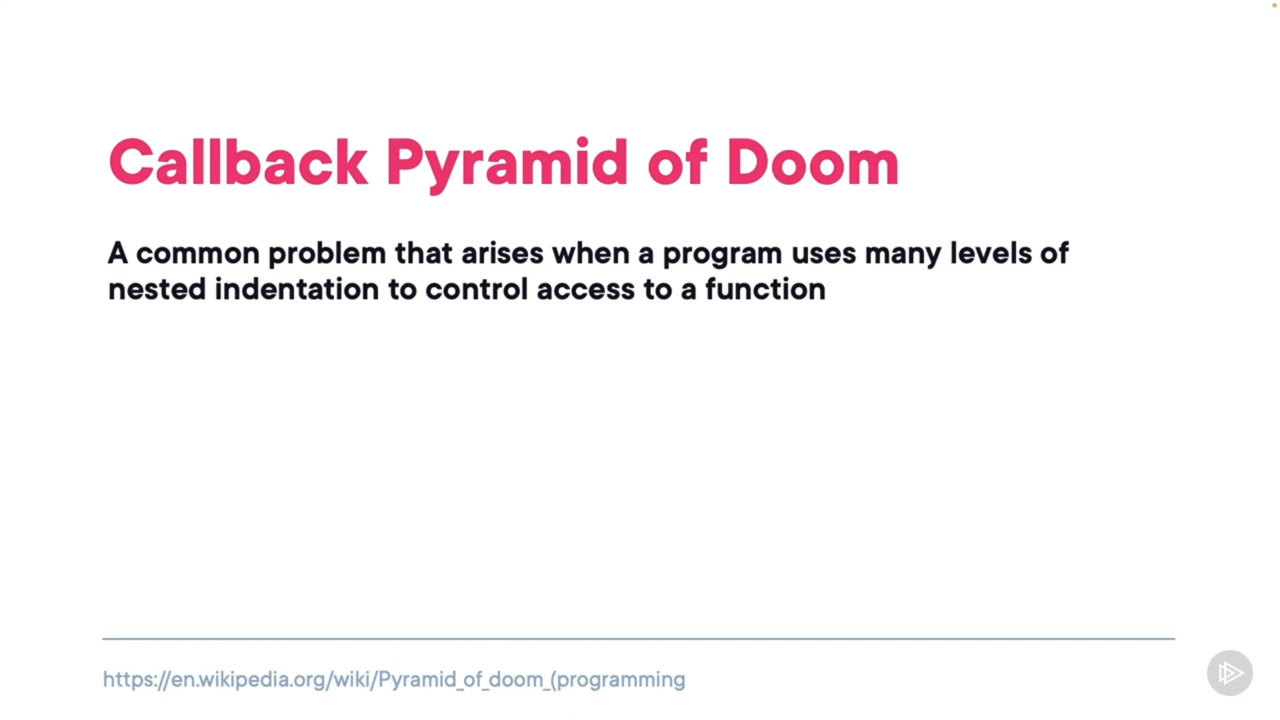 Callback Pyramid of Doom
A common problem that arises when a program uses many levels of
nested indentation to control access to a function
https://en.wikipedia.org/wiki/Pyramid_of_doom_(programming